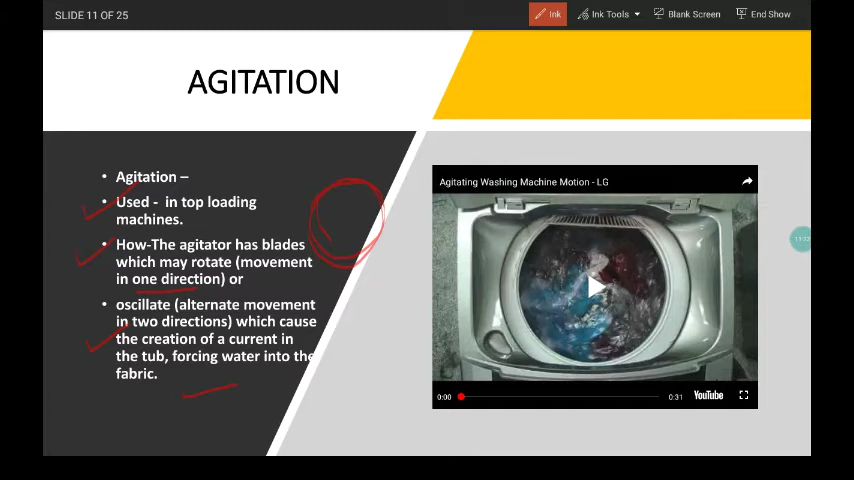 SLIDE 11 OF 25
Ink
Ink Tools
Blank Screen
End Show
AGITATION
• Agitation –
• Used - in top loading
machines.
• How-The agitator has blades
which may rotate (movement
in one direction) or
• oscillate (alternate movement
in two directions) which cause
the creation of a current in
the tub, forcing water into the
fabric.
Agitating Washing Machine Motion - LG
0:00
0:31
YouTube